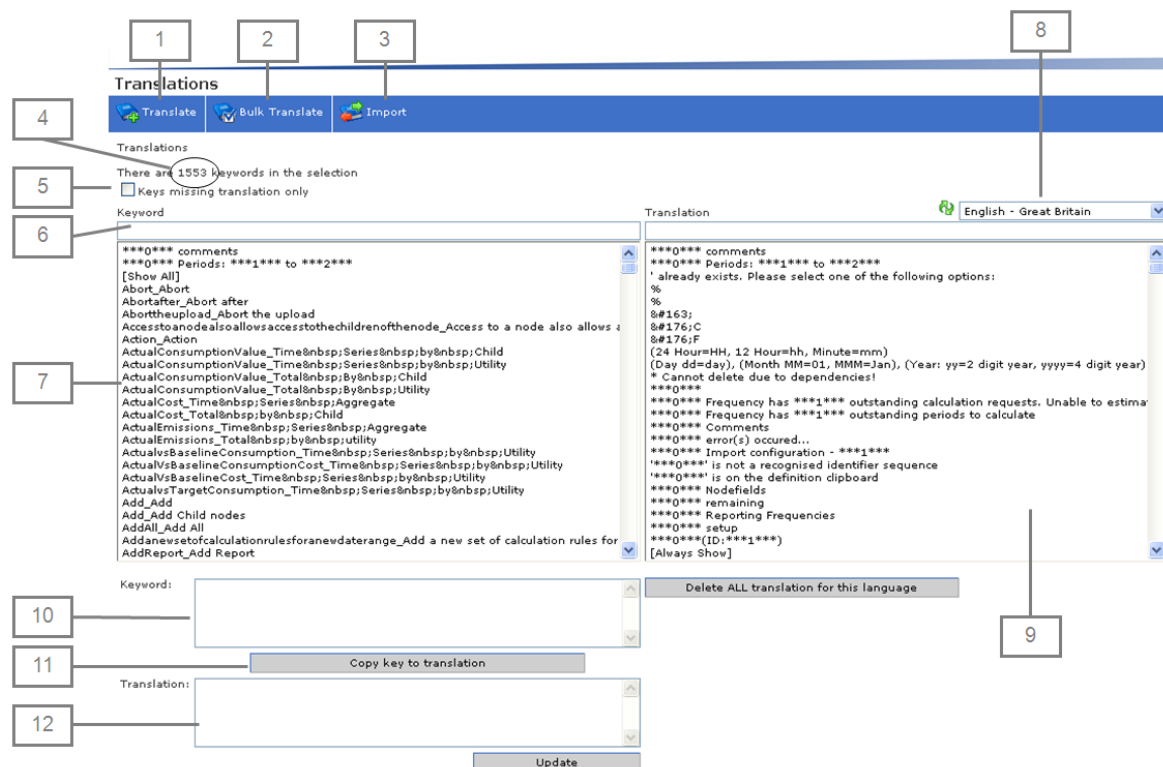 1
2
3
8
Translations
Translate
Bulk Translate
Import
4
Translations
There are 1553 keywords in the selection
5
Keys missing translation only
Keyword
Translation
English - Great Britain
6
***0*** comments
***0*** Periods: ***1*** to ***2***
[Show All]
Abort_Abort
Abortafter_Abort after
Aborttheupload_Abort the upload
Accesstoanodealsoallowsaccesstothechildrenofthenode_Access to a node also allows a
Action_Action
ActualConsumptionValue_Time&nbsp;Series&nbsp;by&nbsp;Child
ActualConsumptionValue_Time&nbsp;Series&nbsp;by&nbsp;Utility
ActualConsumptionValue_Total&nbsp;By&nbsp;Child
ActualConsumptionValue_Total&nbsp;By&nbsp;Utility
ActualCost_Time&nbsp;Series&nbsp;Aggregate
ActualCost_Total&nbsp;by&nbsp;Child
ActualEmissions_Time&nbsp;Series&nbsp;Aggregate
ActualEmissions_Total&nbsp;by&nbsp;utility
ActualvsBaselineConsumption_Time&nbsp;Series&nbsp;by&nbsp;Utility
ActualVsBaselineConsumptionCost_Time&nbsp;Series&nbsp;by&nbsp;Utility
ActualVsBaselineCost_Time&nbsp;Series&nbsp;by&nbsp;Utility
ActualvsTargetConsumption_Time&nbsp;Series&nbsp;by&nbsp;Utility
Add_Add
Add_Add Child nodes
AddAll_Add All
Addanewsetofcalculationrulesforanewdaterange_Add a new set of calculation rules for
AddReport_Add Report
7
***0*** comments
***0*** Periods: ***1*** to ***2***
' already exists. Please select one of the following options:
%
%
&#163;
&#176;C
&#176;F
(24 Hour=HH, 12 Hour=hh, Minute=mm)
(Day dd=day), (Month MM=01, MMM=Jan), (Year: yy=2 digit year, yyyy=4 digit year)
* Cannot delete due to dependencies!
***0***
***0*** Frequency has ***1*** outstanding calculation requests. Unable to estimat
***0*** Frequency has ***1*** outstanding periods to calculate
***0*** Comments
***0*** error(s) occured...
***0*** Import configuration - ***1***
'***0***' is not a recognised identifier sequence
'***0***' is on the definition clipboard
***0*** Nodefields
***0*** remaining
***0*** Reporting Frequencies
***0*** setup
***0***(ID:***1***)
[Always Show]
Keyword:
Delete ALL translation for this language
10
9
11
Copy key to translation
Translation:
12
Update